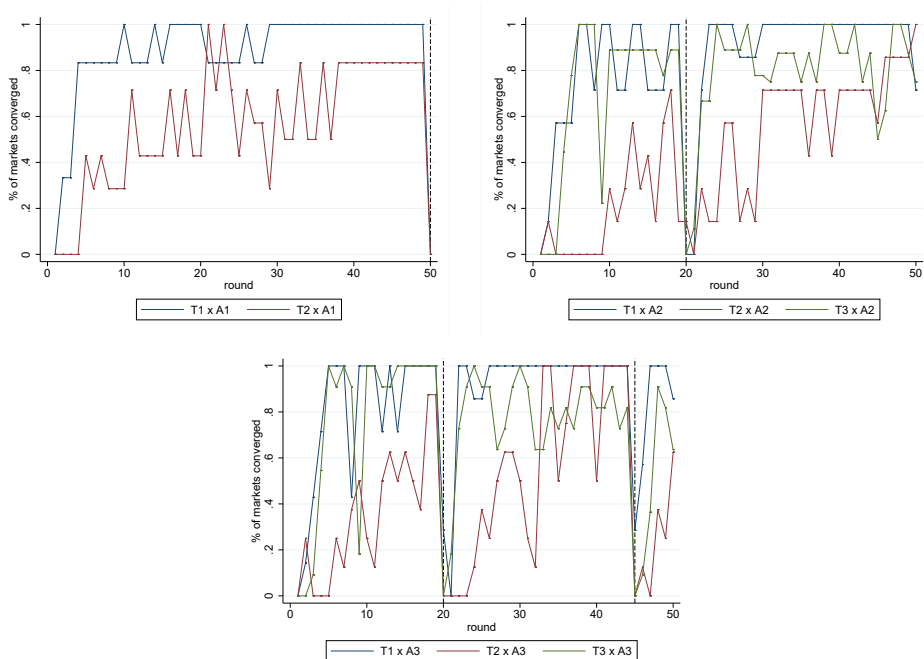 % of markets converged
1
.8
.6
.4
.2
0
0 10 20 30 40 50
round
T1 x A1 T2 x A1
% of markets converged
1
.8
.6
.4
.2
0
0 10 20 30 40 50
round
T1 x A2 T2 x A2 T3 x A2
% of markets converged
1
.8
.6
.4
.2
0
0 10 20 30 40 50
round
T1 x A3 T2 x A3 T3 x A3